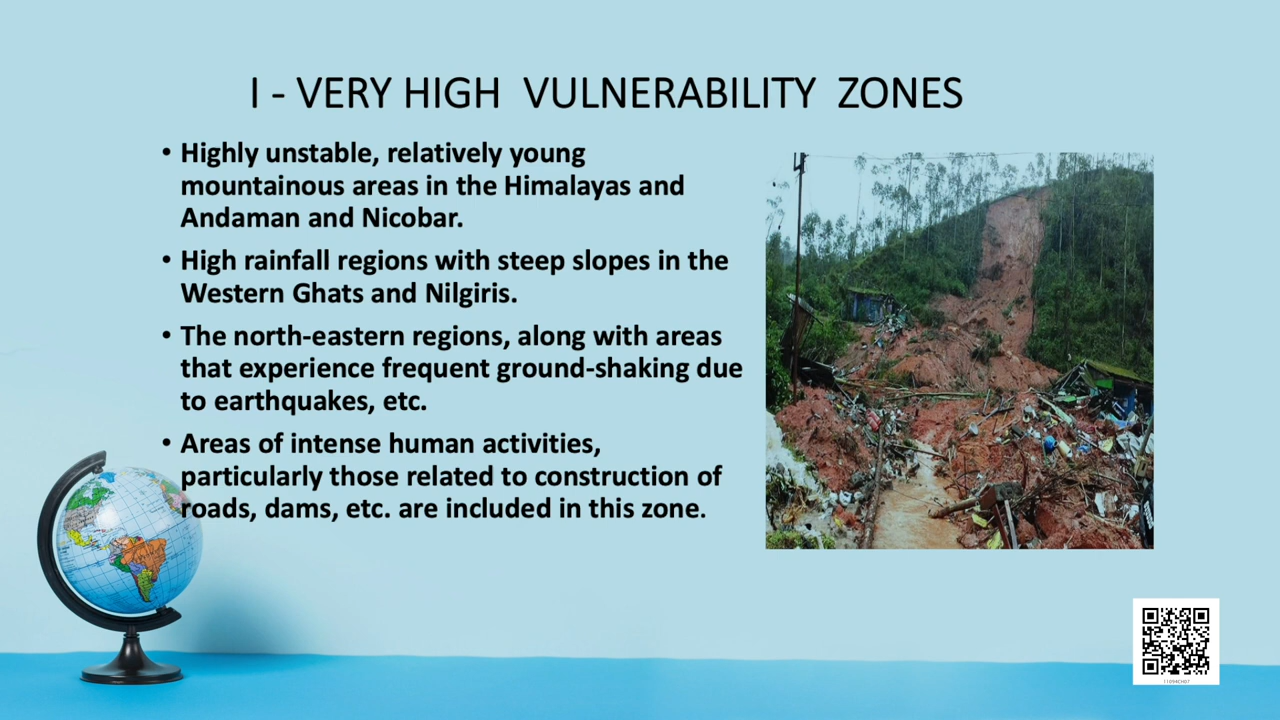 I - VERY HIGH VULNERABILITY ZONES
• Highly unstable, relatively young
mountainous areas in the Himalayas and
Andaman and Nicobar.
• High rainfall regions with steep slopes in the
Western Ghats and Nilgiris.
• The north-eastern regions, along with areas
that experience frequent ground-shaking due
to earthquakes, etc.
• Areas of intense human activities,
particularly those related to construction of
roads, dams, etc. are included in this zone.